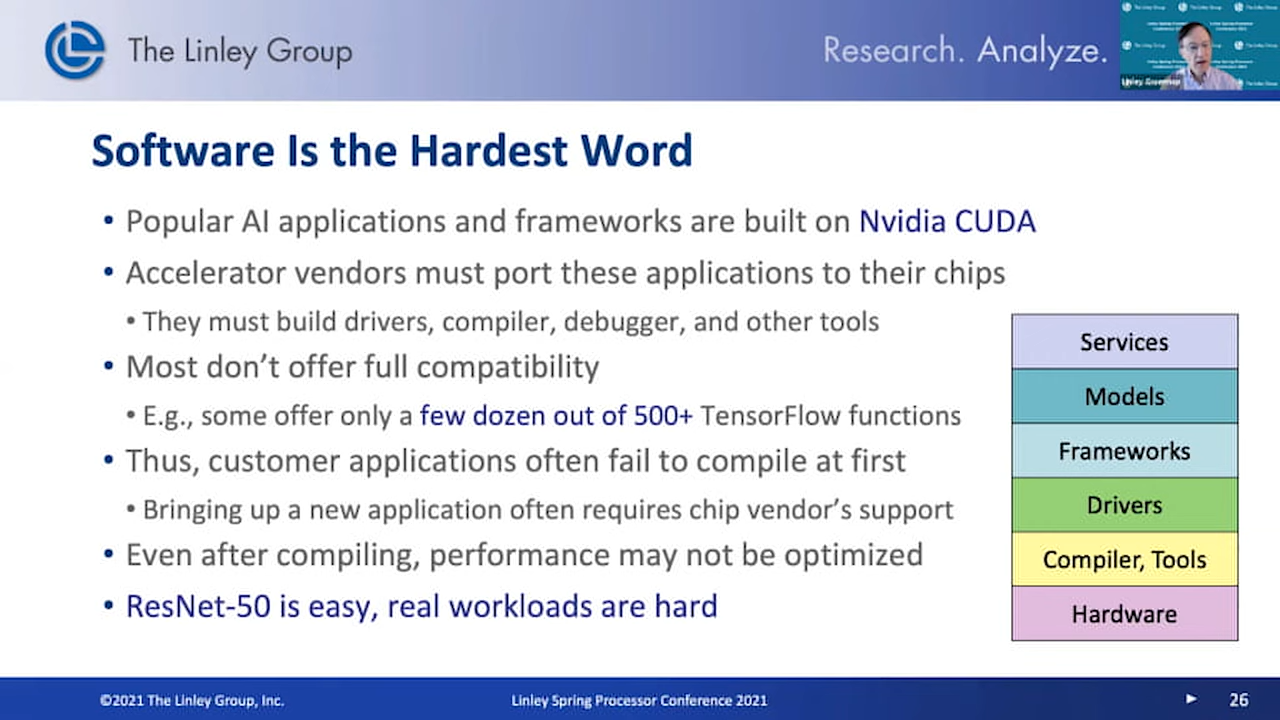 The Linley Group
Research. Analyze.
Linley Gwennap
Software Is the Hardest Word
• Popular AI applications and frameworks are built on Nvidia CUDA
• Accelerator vendors must port these applications to their chips
• They must build drivers, compiler, debugger, and other tools
• Most don't offer full compatibility
• E.g., some offer only a few dozen out of 500+ TensorFlow functions
• Thus, customer applications often fail to compile at first
• Bringing up a new application often requires chip vendor's support
• Even after compiling, performance may not be optimized
• ResNet-50 is easy, real workloads are hard
Services
Models
Frameworks
Drivers
Compiler, Tools
Hardware
©2021 The Linley Group, Inc.
Linley Spring Processor Conference 2021
26